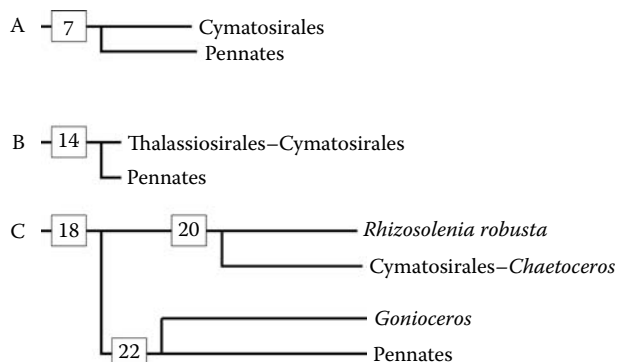 A 7 Cymatosirales
Pennates
B 14 Thalassiosirales–Cymatosirales
Pennates
C 18 20 Rhizosolenia robusta
Cymatosirales–Chaetoceros
Gonioceros
22 Pennates